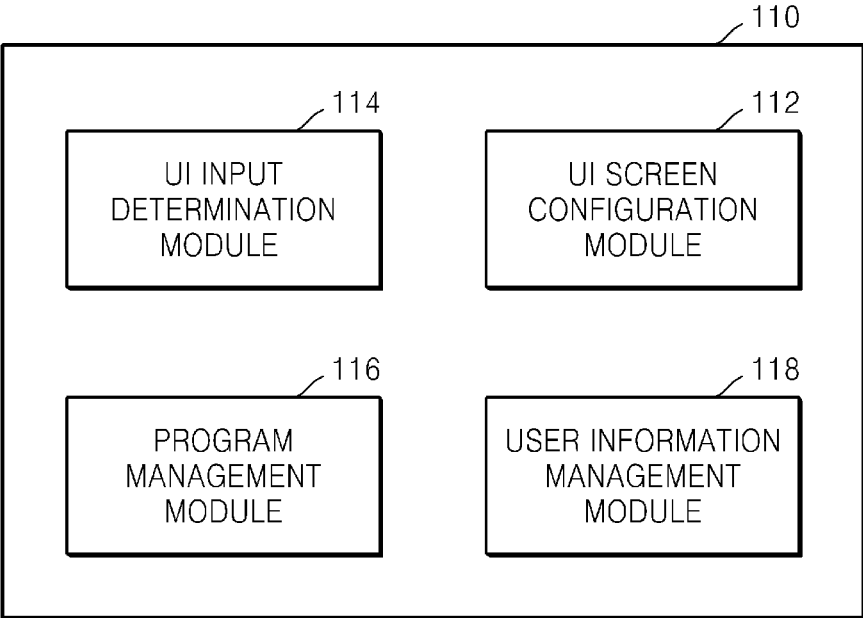 110
114
UI INPUT
DETERMINATION
MODULE
112
UI SCREEN
CONFIGURATION
MODULE
116
PROGRAM
MANAGEMENT
MODULE
118
USER INFORMATION
MANAGEMENT
MODULE